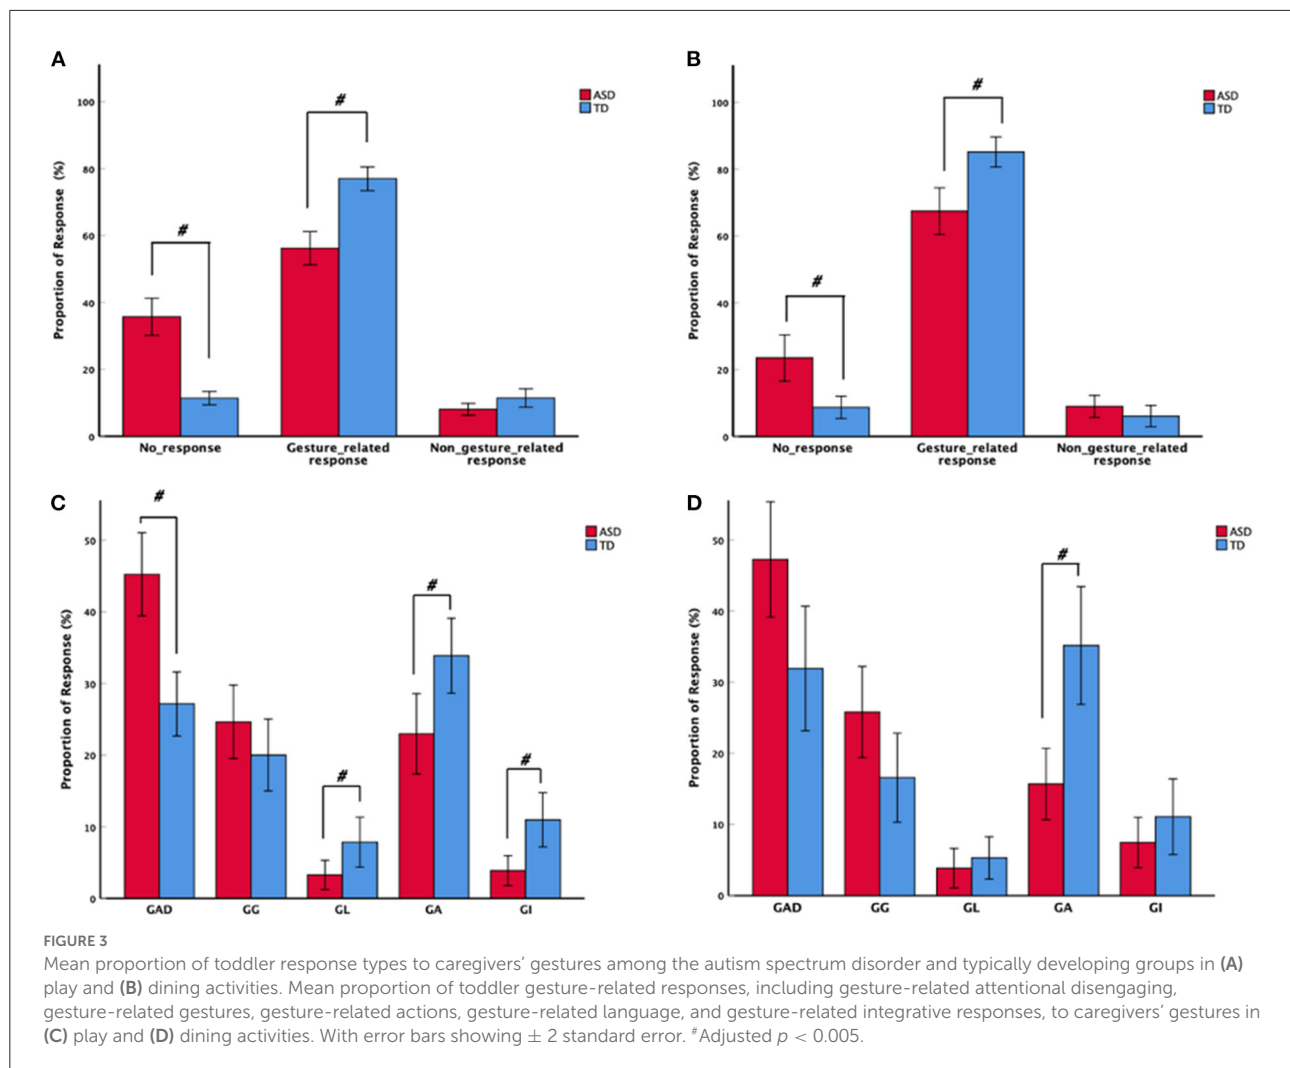 A
#
#
ASD
TD
Proportion of Response (%)
100
80
60
40
20
0
No_response
Gesture_related
response
Non_gesture_related
response
B
#
#
ASD
TD
Proportion of Response (%)
100
80
60
40
20
0
No_response
Gesture_related
response
Non_gesture_related
response
C
#
#
#
#
ASD
TD
Proportion of Response (%)
50
40
30
20
10
0
GAD GG GL GA GI
D
#
ASD
TD
Proportion of Response (%)
50
40
30
20
10
0
GAD GG GL GA GI
FIGURE 3
Mean proportion of toddler response types to caregivers' gestures among the autism spectrum disorder and typically developing groups in (A)
play and (B) dining activities. Mean proportion of toddler gesture-related responses, including gesture-related attentional disengaging,
gesture-related gestures, gesture-related actions, gesture-related language, and gesture-related integrative responses, to caregivers' gestures in
(C) play and (D) dining activities. With error bars showing ± 2 standard error. #Adjusted p < 0.005.